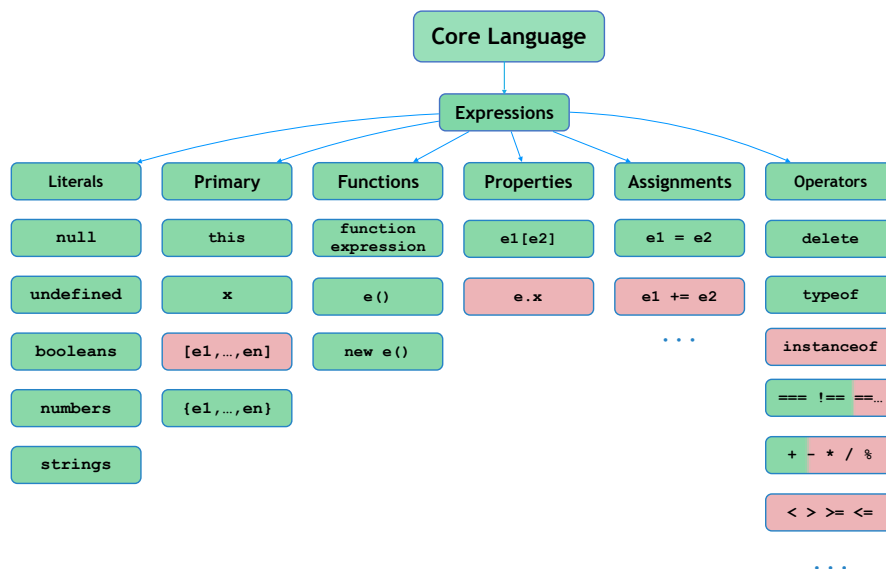 Core Language
Expressions
Literals
Primary
Functions
Properties
Assignments
Operators
null
this
function
expression
e1[e2]
e1 = e2
delete
undefined
x
e()
e.x
e1 += e2
typeof
booleans
[e1,…,en]
new e()
...
instanceof
numbers
{e1,…,en}
=== !== ==…
strings
+ - * / %
< > >= <=
...